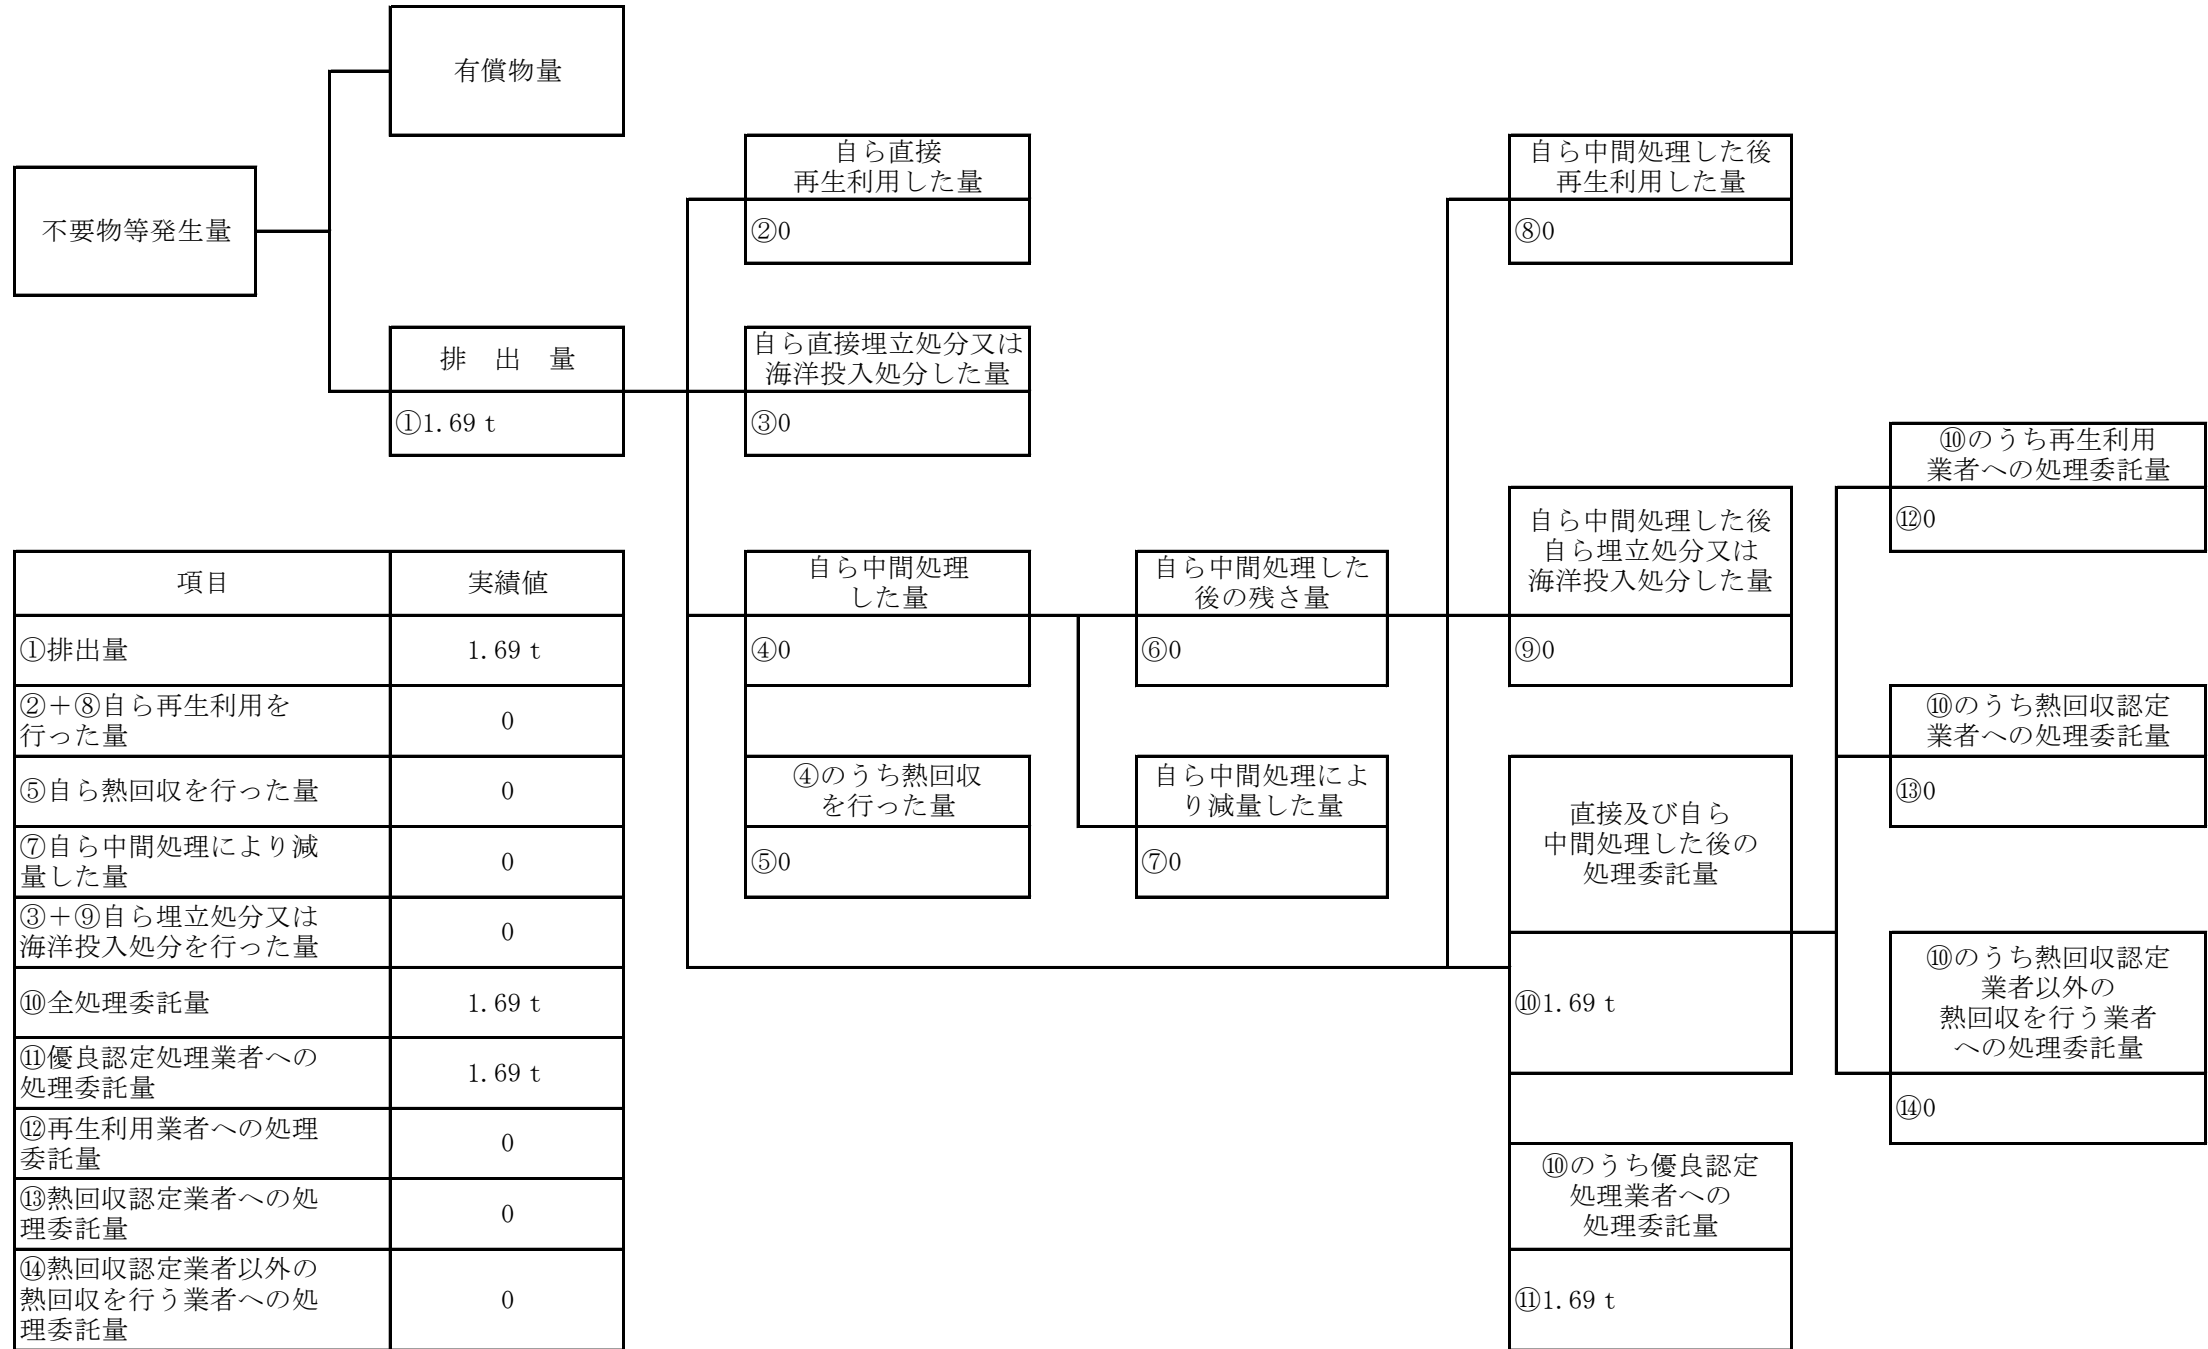 有償物量
不要物等発生量
排　出　量
①1.69 t
自ら直接
再生利用した量
②0
自ら直接埋立処分又は
海洋投入処分した量
③0
自ら中間処理
した量
④0
④のうち熱回収
を行った量
⑤0
自ら中間処理した
後の残さ量
⑥0
自ら中間処理によ
り減量した量
⑦0
自ら中間処理した後
再生利用した量
⑧0
自ら中間処理した後
自ら埋立処分又は
海洋投入処分した量
⑨0
直接及び自ら
中間処理した後の
処理委託量
⑩1.69 t
⑩のうち優良認定
処理業者への
処理委託量
⑪1.69 t
⑩のうち再生利用
業者への処理委託量
⑫0
⑩のうち熱回収認定
業者への処理委託量
⑬0
⑩のうち熱回収認定
業者以外の
熱回収を行う業者
への処理委託量
⑭0
項目　実績値
①排出量　1.69 t
②＋⑧自ら再生利用を
行った量　0
⑤自ら熱回収を行った量　0
⑦自ら中間処理により減
量した量　0
③＋⑨自ら埋立処分又は
海洋投入処分を行った量　0
⑩全処理委託量　1.69 t
⑪優良認定処理業者への
処理委託量　1.69 t
⑫再生利用業者への処理
委託量　0
⑬熱回収認定業者への処
理委託量　0
⑭熱回収認定業者以外の
熱回収を行う業者への処
理委託量　0